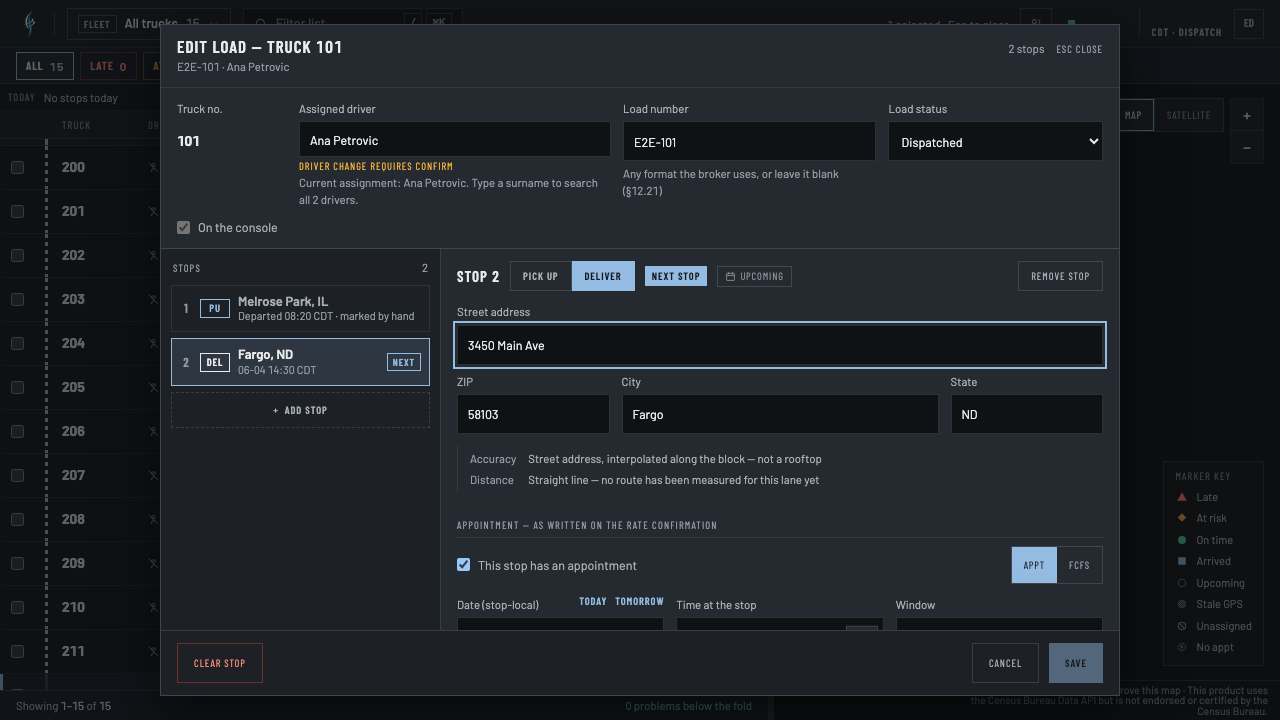 FLEET All trucks 15 Filter list / ⌘K 1 selected · Esc to close CDT · DISPATCH ED
ALL 15 LATE 0
TODAY No stops today
TRUCK
200
201
202
203
204
205
206
207
208
209
210
211
Showing 1–15 of 15
0 problems below the fold
EDIT LOAD — TRUCK 101
E2E-101 · Ana Petrovic
2 stops ESC CLOSE
Truck no.
101
Assigned driver
Ana Petrovic
DRIVER CHANGE REQUIRES CONFIRM
Current assignment: Ana Petrovic. Type a surname to search
all 2 drivers.
Load number
E2E-101
Any format the broker uses, or leave it blank
(§12.21)
Load status
Dispatched
On the console
STOPS 2
1 PU Melrose Park, IL
Departed 08:20 CDT · marked by hand
2 DEL Fargo, ND
06-04 14:30 CDT
NEXT
+ ADD STOP
STOP 2 PICK UP DELIVER NEXT STOP UPCOMING REMOVE STOP
Street address
3450 Main Ave
ZIP City State
58103 Fargo ND
Accuracy Street address, interpolated along the block — not a rooftop
Distance Straight line — no route has been measured for this lane yet
APPOINTMENT — AS WRITTEN ON THE RATE CONFIRMATION
This stop has an appointment APPT FCFS
Date (stop-local) TODAY TOMORROW Time at the stop Window
CLEAR STOP CANCEL SAVE
MAP SATELLITE +
−
MARKER KEY
Late
At risk
On time
Arrived
Upcoming
Stale GPS
Unassigned
No appt
rove this map · This product uses
the Census Bureau Data API but is not endorsed or certified by the
Census Bureau.